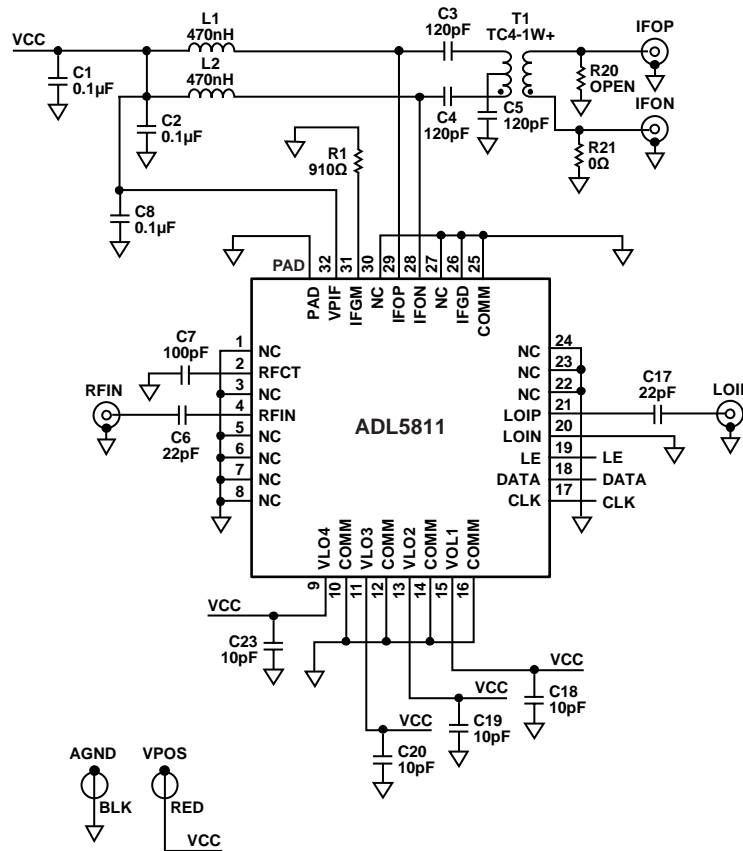 VCC
L1
470nH
L2
470nH
C3
120pF
T1
TC4-1W+
IFOP
C1
0.1µF
C2
0.1µF
C4
120pF
C5
120pF
R20
OPEN
IFON
R1
910Ω
R21
0Ω
C8
0.1µF
PAD
32
31
30
29
28
27
26
25
PAD
VPIF
IFGM
NC
IFOP
IFON
NC
IFGD
COMM
C7
100pF
RFIN
C6
22pF
1
NC
2
RFCT
3
NC
4
RFIN
5
NC
6
NC
7
NC
8
NC
ADL5811
NC
24
NC
23
NC
22
LOIP
21
LOIN
20
LE
19
LE
DATA
18
DATA
CLK
17
CLK
C17
22pF
VLO4
COMM
VLO3
COMM
VLO2
COMM
VOL1
COMM
9
10
11
12
13
14
15
16
VCC
C23
10pF
VCC
C18
10pF
VCC
C19
10pF
VCC
C20
10pF
AGND
BLK
VPOS
RED
VCC